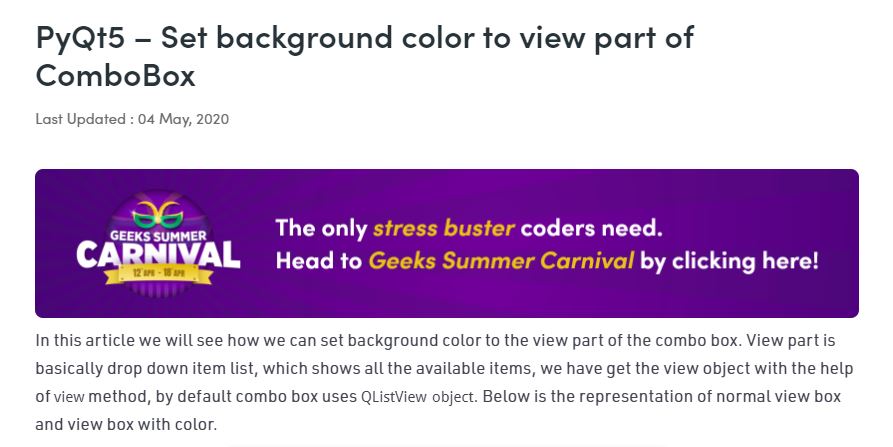 PyQt5 – Set background color to view part of
ComboBox
Last Updated : 04 May, 2020
GEEKS SUMMER
CARNIVAL
12 APR - 18 APR
The only stress buster coders need.
Head to Geeks Summer Carnival by clicking here!
In this article we will see how we can set background color to the view part of the combo box. View part is
basically drop down item list, which shows all the available items, we have get the view object with the help
of view method, by default combo box uses QListView object. Below is the representation of normal view box
and view box with color.